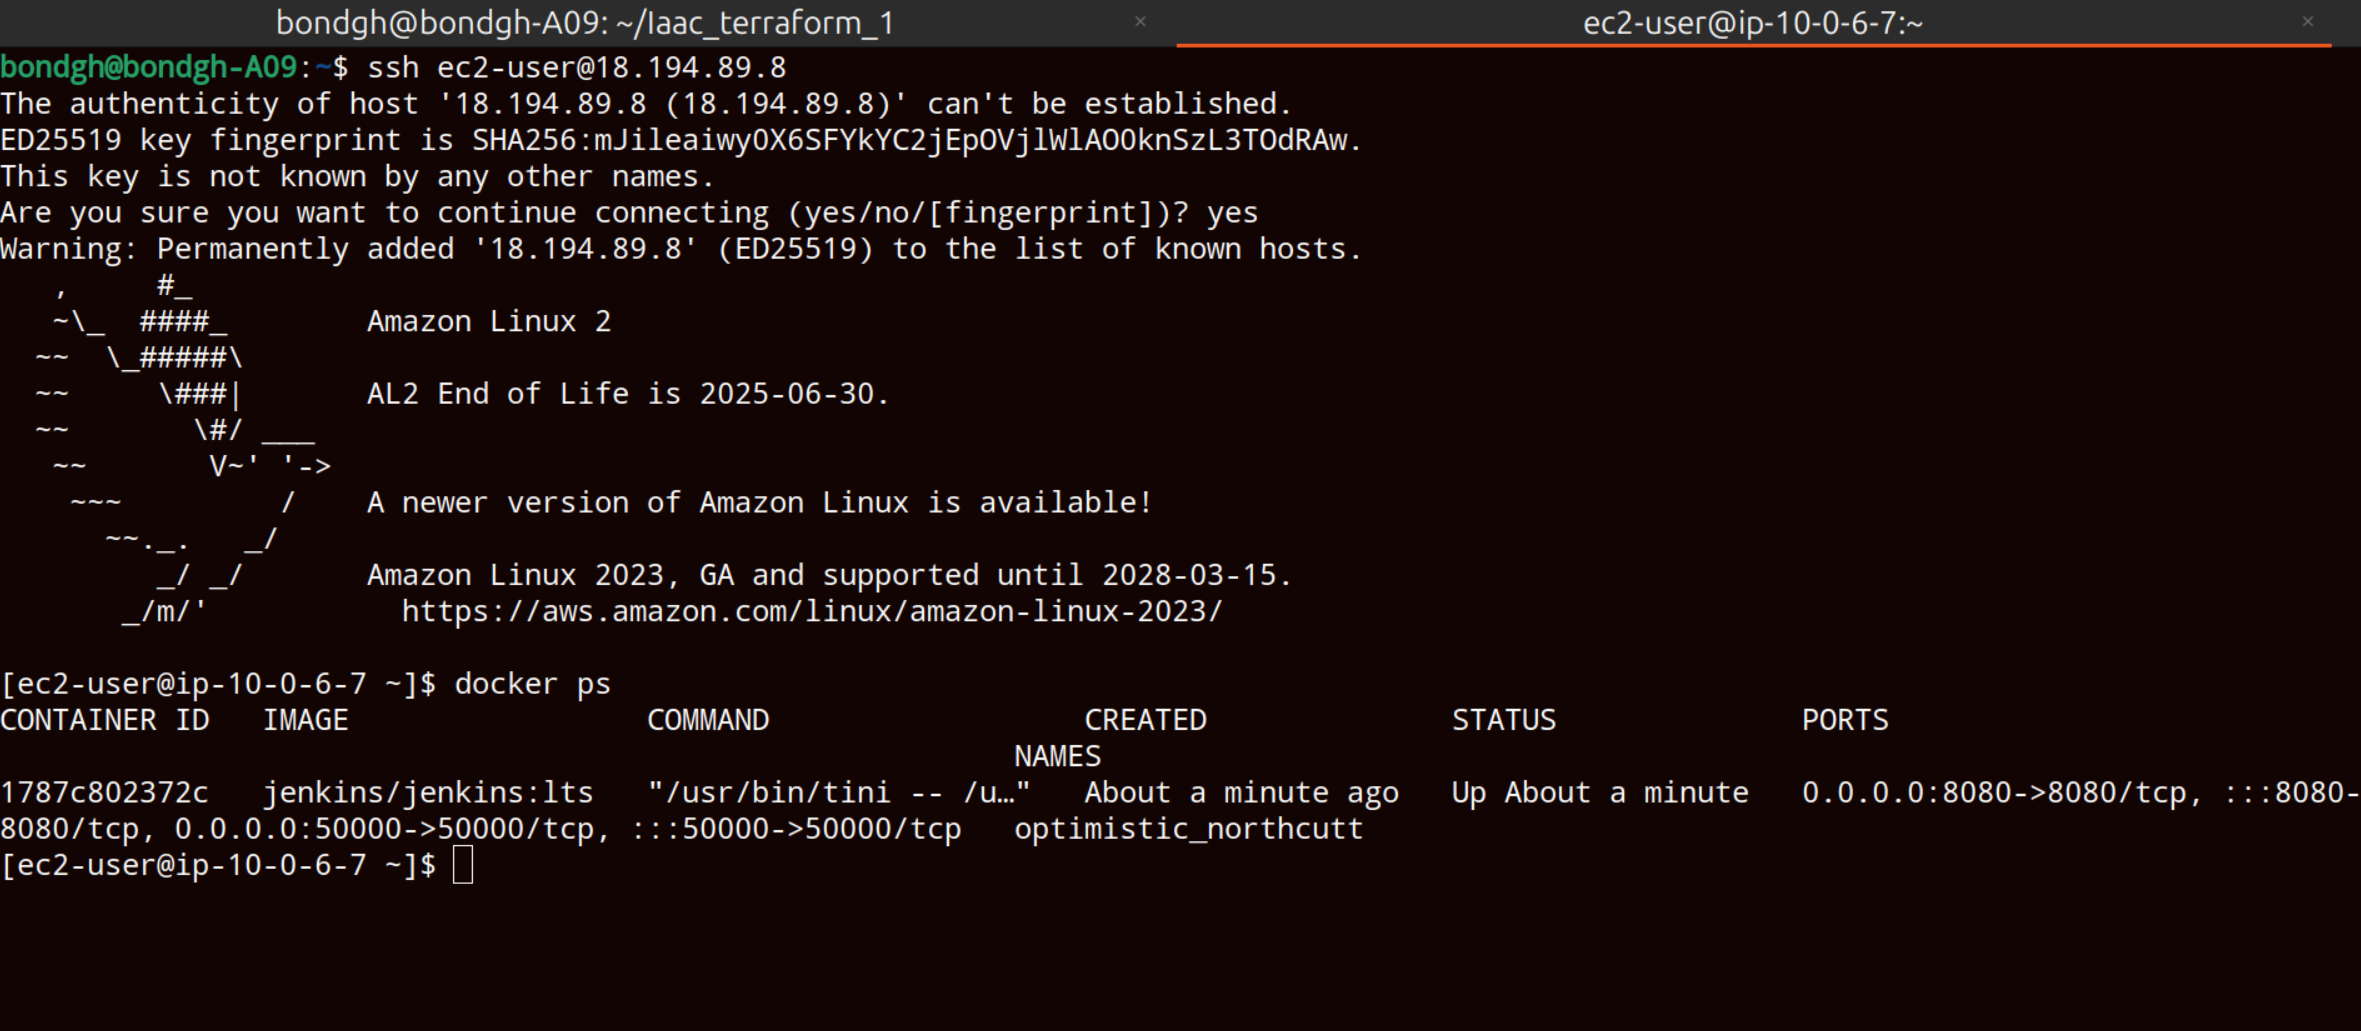 bondgh@bondgh-A09: ~/Iaac_terraform_1 × ec2-user@ip-10-0-6-7:~ ×
bondgh@bondgh-A09:~$ ssh ec2-user@18.194.89.8
The authenticity of host '18.194.89.8 (18.194.89.8)' can't be established.
ED25519 key fingerprint is SHA256:mJileaiwy0X6SFYkYC2jEpOVjlWlAO0knSzL3TOdRAw.
This key is not known by any other names.
Are you sure you want to continue connecting (yes/no/[fingerprint])? yes
Warning: Permanently added '18.194.89.8' (ED25519) to the list of known hosts.
   ,     #_
   ~\_  ####_        Amazon Linux 2
  ~~  \_#####\
  ~~     \###|       AL2 End of Life is 2025-06-30.
  ~~       \#/ ___
   ~~       V~' '->
    ~~~         /    A newer version of Amazon Linux is available!
      ~~._.   _/
         _/ _/       Amazon Linux 2023, GA and supported until 2028-03-15.
       _/m/'           https://aws.amazon.com/linux/amazon-linux-2023/
[ec2-user@ip-10-0-6-7 ~]$ docker ps
CONTAINER ID   IMAGE                 COMMAND                  CREATED              STATUS              PORTS
                                                          NAMES
1787c802372c   jenkins/jenkins:lts   "/usr/bin/tini -- /u…"   About a minute ago   Up About a minute   0.0.0.0:8080->8080/tcp, :::8080-
8080/tcp, 0.0.0.0:50000->50000/tcp, :::50000->50000/tcp   optimistic_northcutt
[ec2-user@ip-10-0-6-7 ~]$